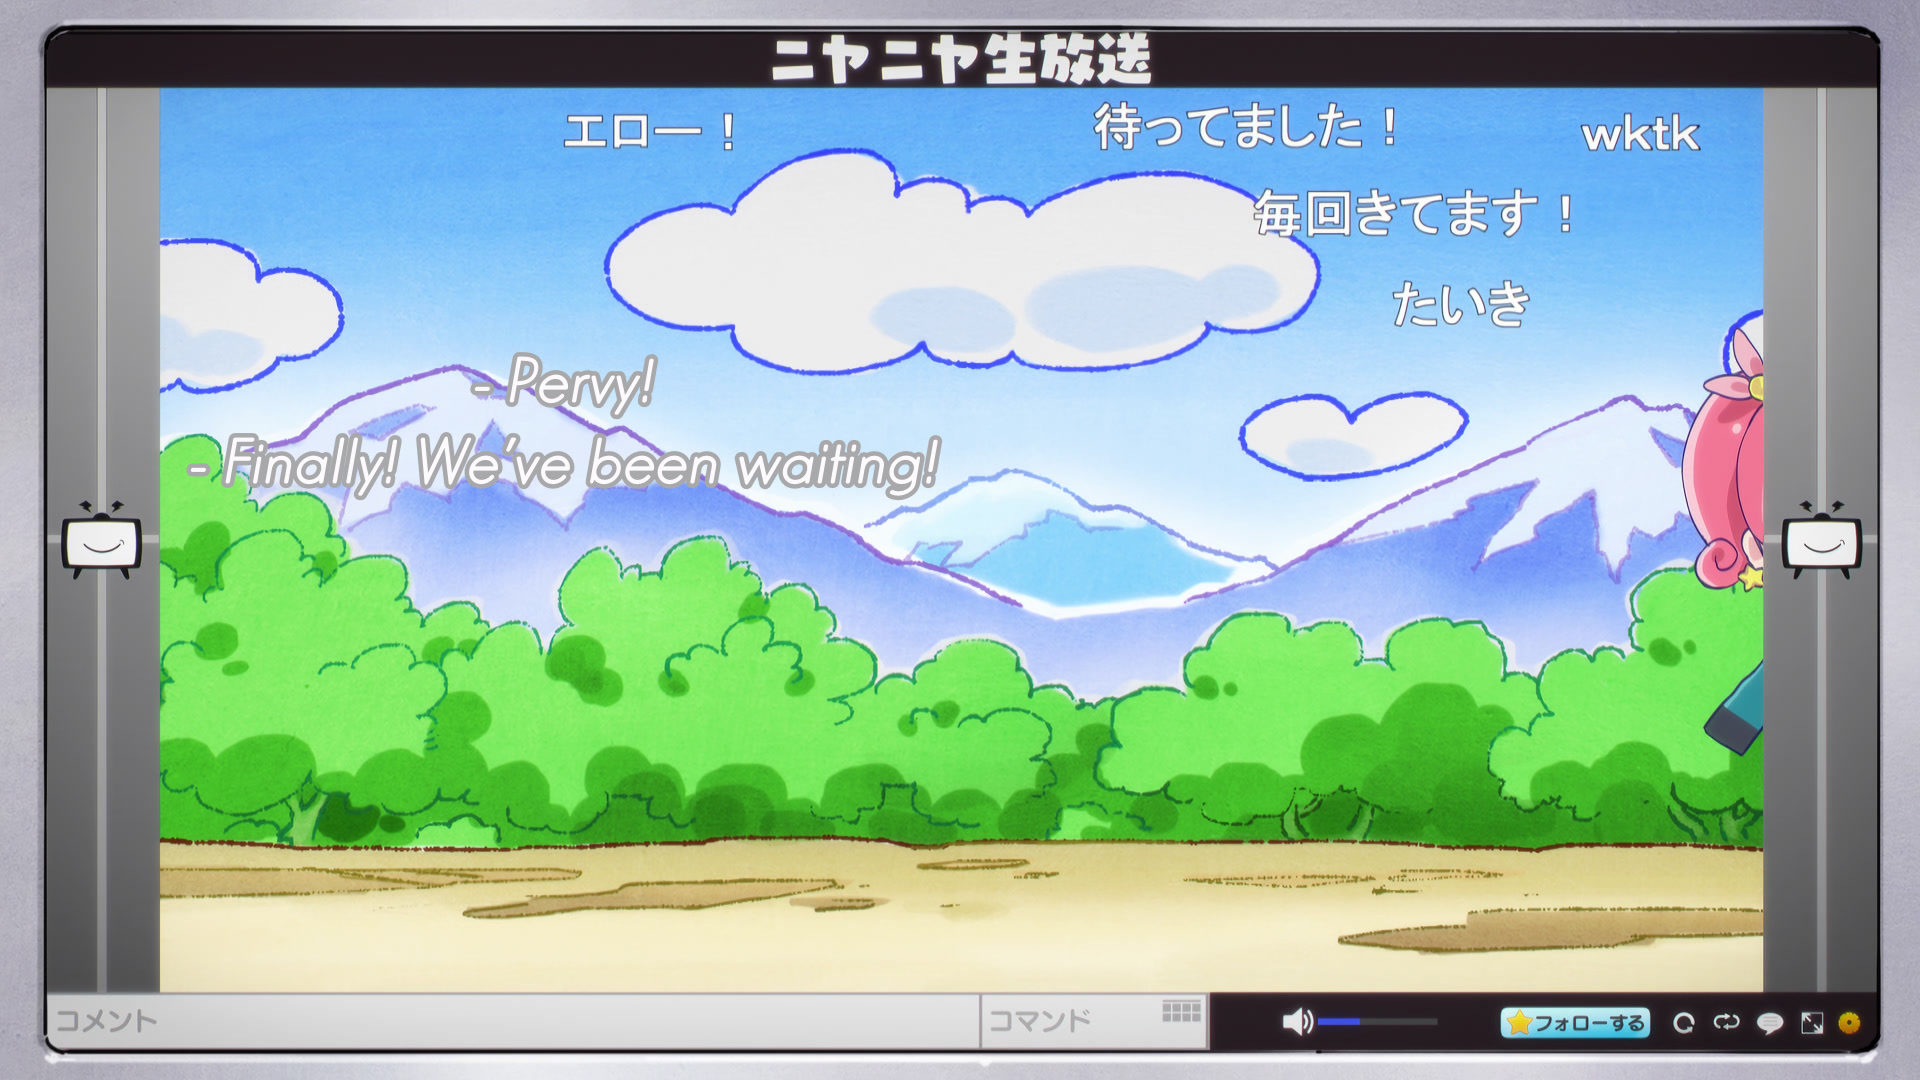 ニヤニヤ生放送
エロー！
待ってました！
wktk
毎回きてます！
たいき
- Pervy!
- Finally! We've been waiting!
コメント
コマンド
フォローする